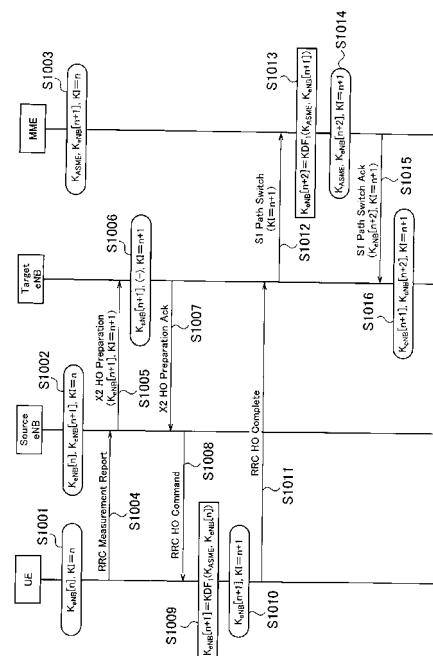 UE
Source
eNB
Target
eNB
MME
S1001
K_eNB[n], KI=n
S1002
K_eNB[n], K_eNB[n+1], KI=n
S1003
K_ASME, K_eNB[n+1], KI=n
RRC Measurement Report
S1004
X2 HO Preparation
(K_eNB[n+1], KI=n+1)
S1005
S1006
K_eNB[n+1], (-), KI=n+1
X2 HO Preparation Ack
S1007
RRC HO Command
S1008
S1009
K_eNB[n+1]=KDF_1(K_ASME, K_eNB[n])
K_eNB[n+1], KI=n+1
S1010
RRC HO Complete
S1011
S1 Path Switch
(KI=n+1)
S1012
S1013
K_eNB[n+2]=KDF_1(K_ASME, K_eNB[n+1])
S1014
K_ASME, K_eNB[n+2], KI=n+1
S1 Path Switch Ack
(K_eNB[n+2], KI=n+1)
S1015
K_eNB[n+1], K_eNB[n+2], KI=n+1
S1016